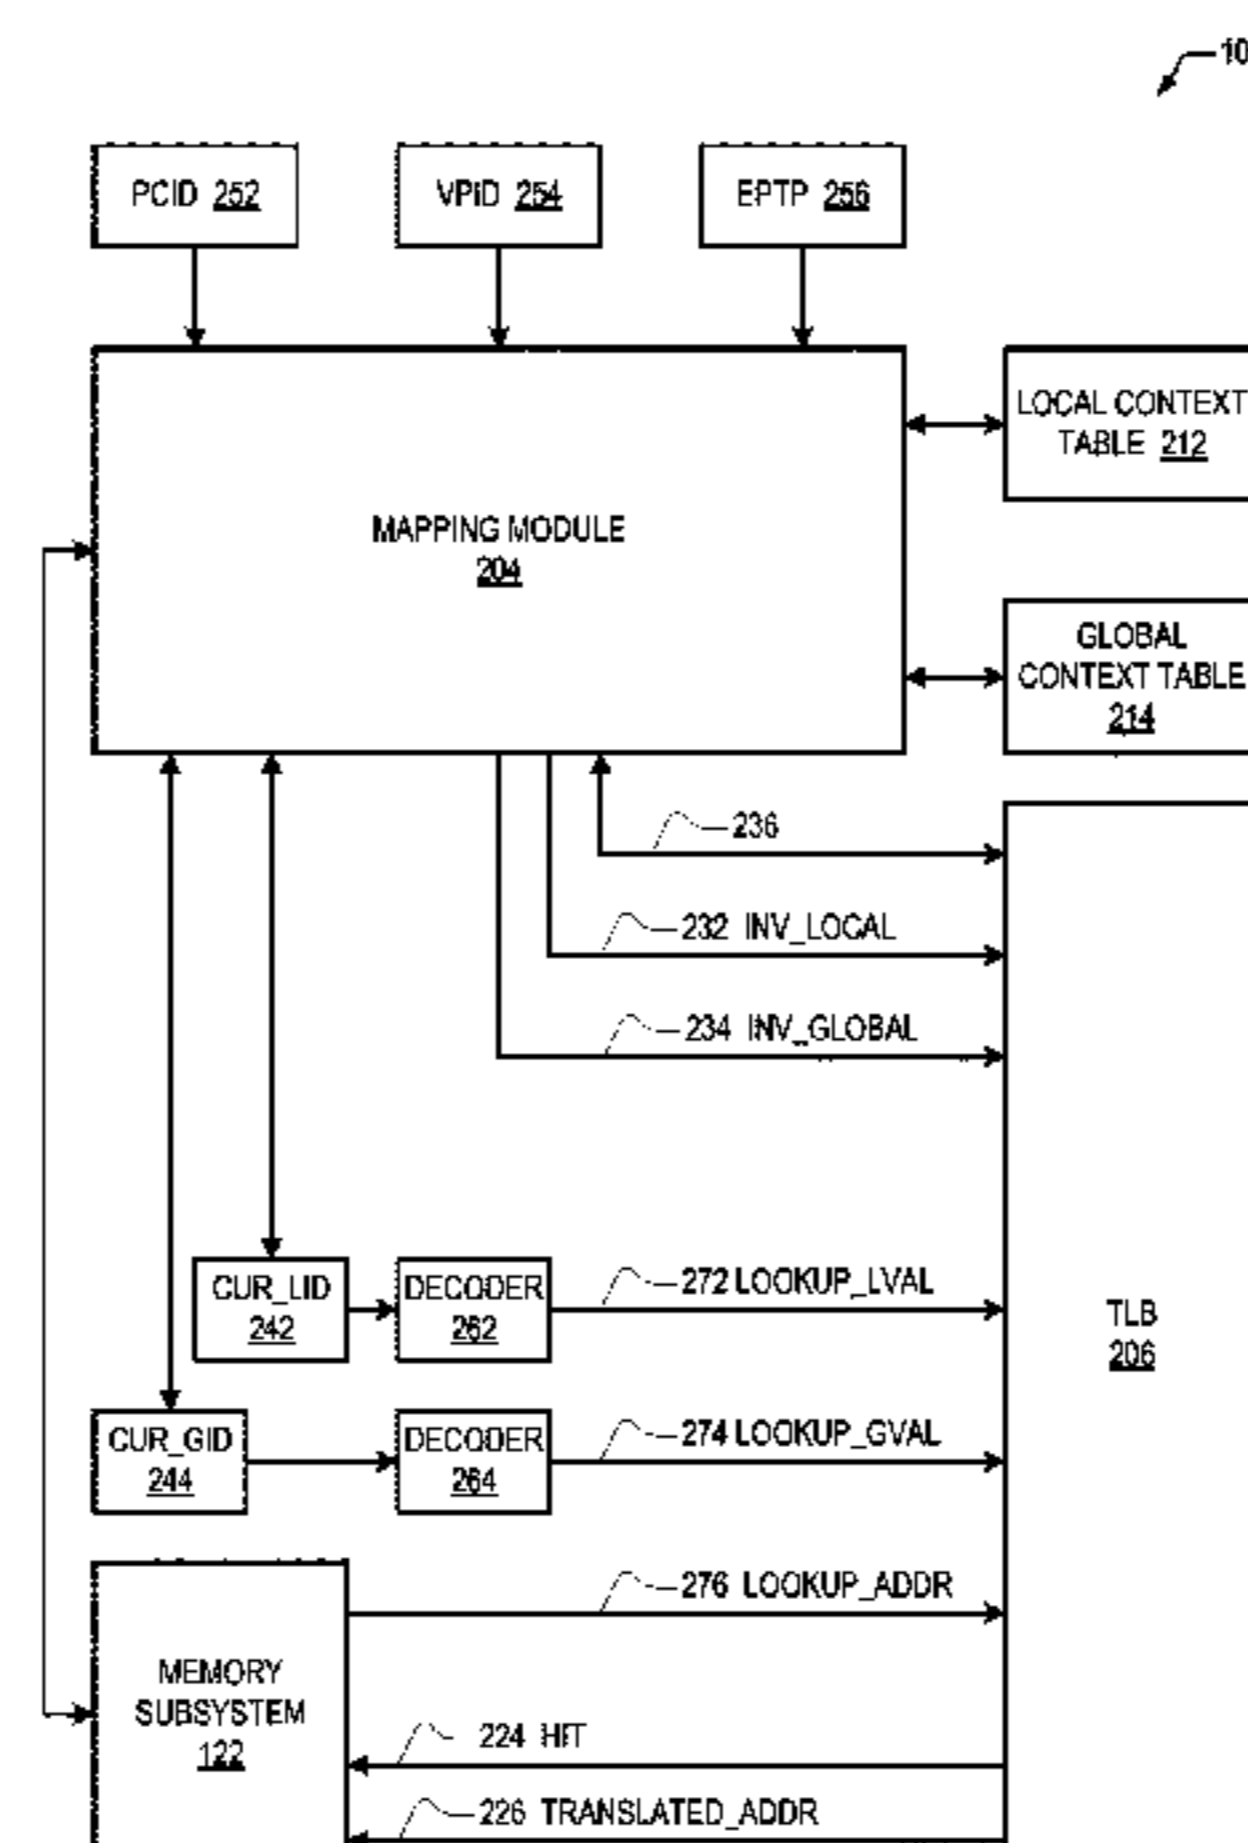 10
PCID 252
VPID 254
EPTP 256
LOCAL CONTEXT
TABLE 212
MAPPING MODULE
204
GLOBAL
CONTEXT TABLE
214
236
232 INV_LOCAL
234 INV_GLOBAL
CUR_LID
242
DECODER
262
272 LOOKUP_LVAL
TLB
206
CUR_GID
244
DECODER
264
274 LOOKUP_GVAL
276 LOOKUP_ADDR
MEMORY
SUBSYSTEM
122
224 HIT
226 TRANSLATED_ADDR